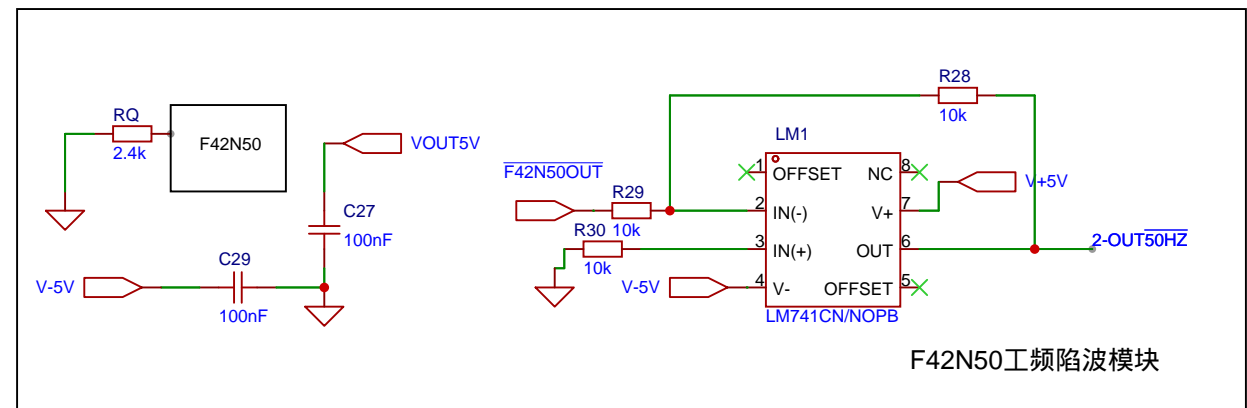 RQ
2.4k
F42N50
VOUT5V
C27
100nF
C29
V-5V
100nF
R28
10k
LM1
F42N50OUT
R29
10k
R30
10k
V-5V
1
OFFSET
2
IN(-)
3
IN(+)
4
V-
NC
8
V+
7
OUT
6
OFFSET
5
V+5V
2-OUT50HZ
LM741CN/NOPB
F42N50工频陷波模块